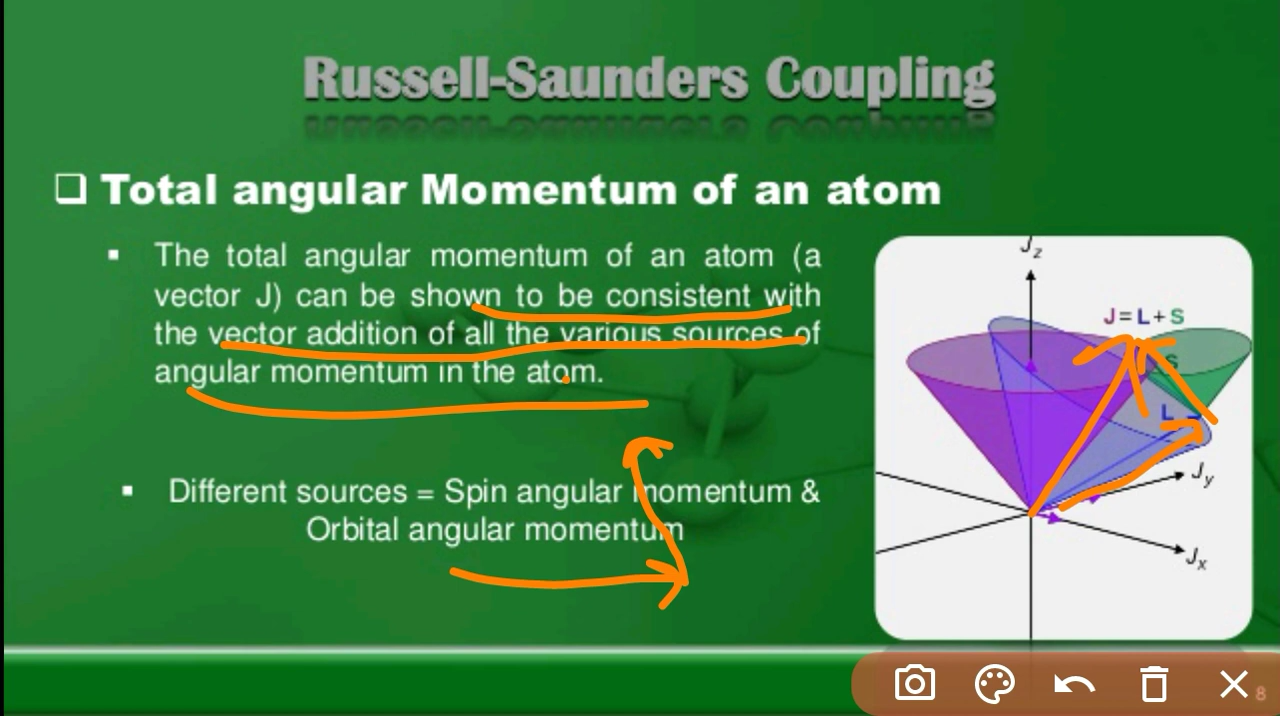 Russell-Saunders Coupling
❑ Total angular Momentum of an atom
▪ The total angular momentum of an atom (a
vector J) can be shown to be consistent with
the vector addition of all the various sources of
angular momentum in the atom.
▪ Different sources = Spin angular momentum &
Orbital angular momentum
Jz
J= L+ S
S
L
Jy
Jx
8